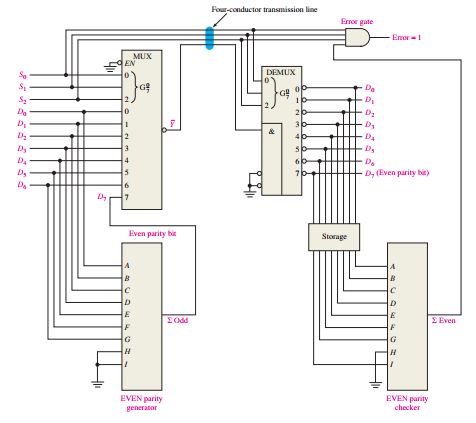 Four-conductor transmission line
Error gate
Error = 1
MUX
EN
S0
S1
S2
0
2
G 0/7
D0
D1
D2
D3
D4
D5
D6
D7
0
1
2
3
4
5
6
7
Y
DEMUX
0
2
G 0/7
&
0
1
2
3
4
5
6
7
D0
D1
D2
D3
D4
D5
D6
D7 (Even parity bit)
Even parity bit
Storage
A
B
C
D
E
F
G
H
I
Σ Odd
EVEN parity
generator
A
B
C
D
E
F
G
H
I
Σ Even
EVEN parity
checker